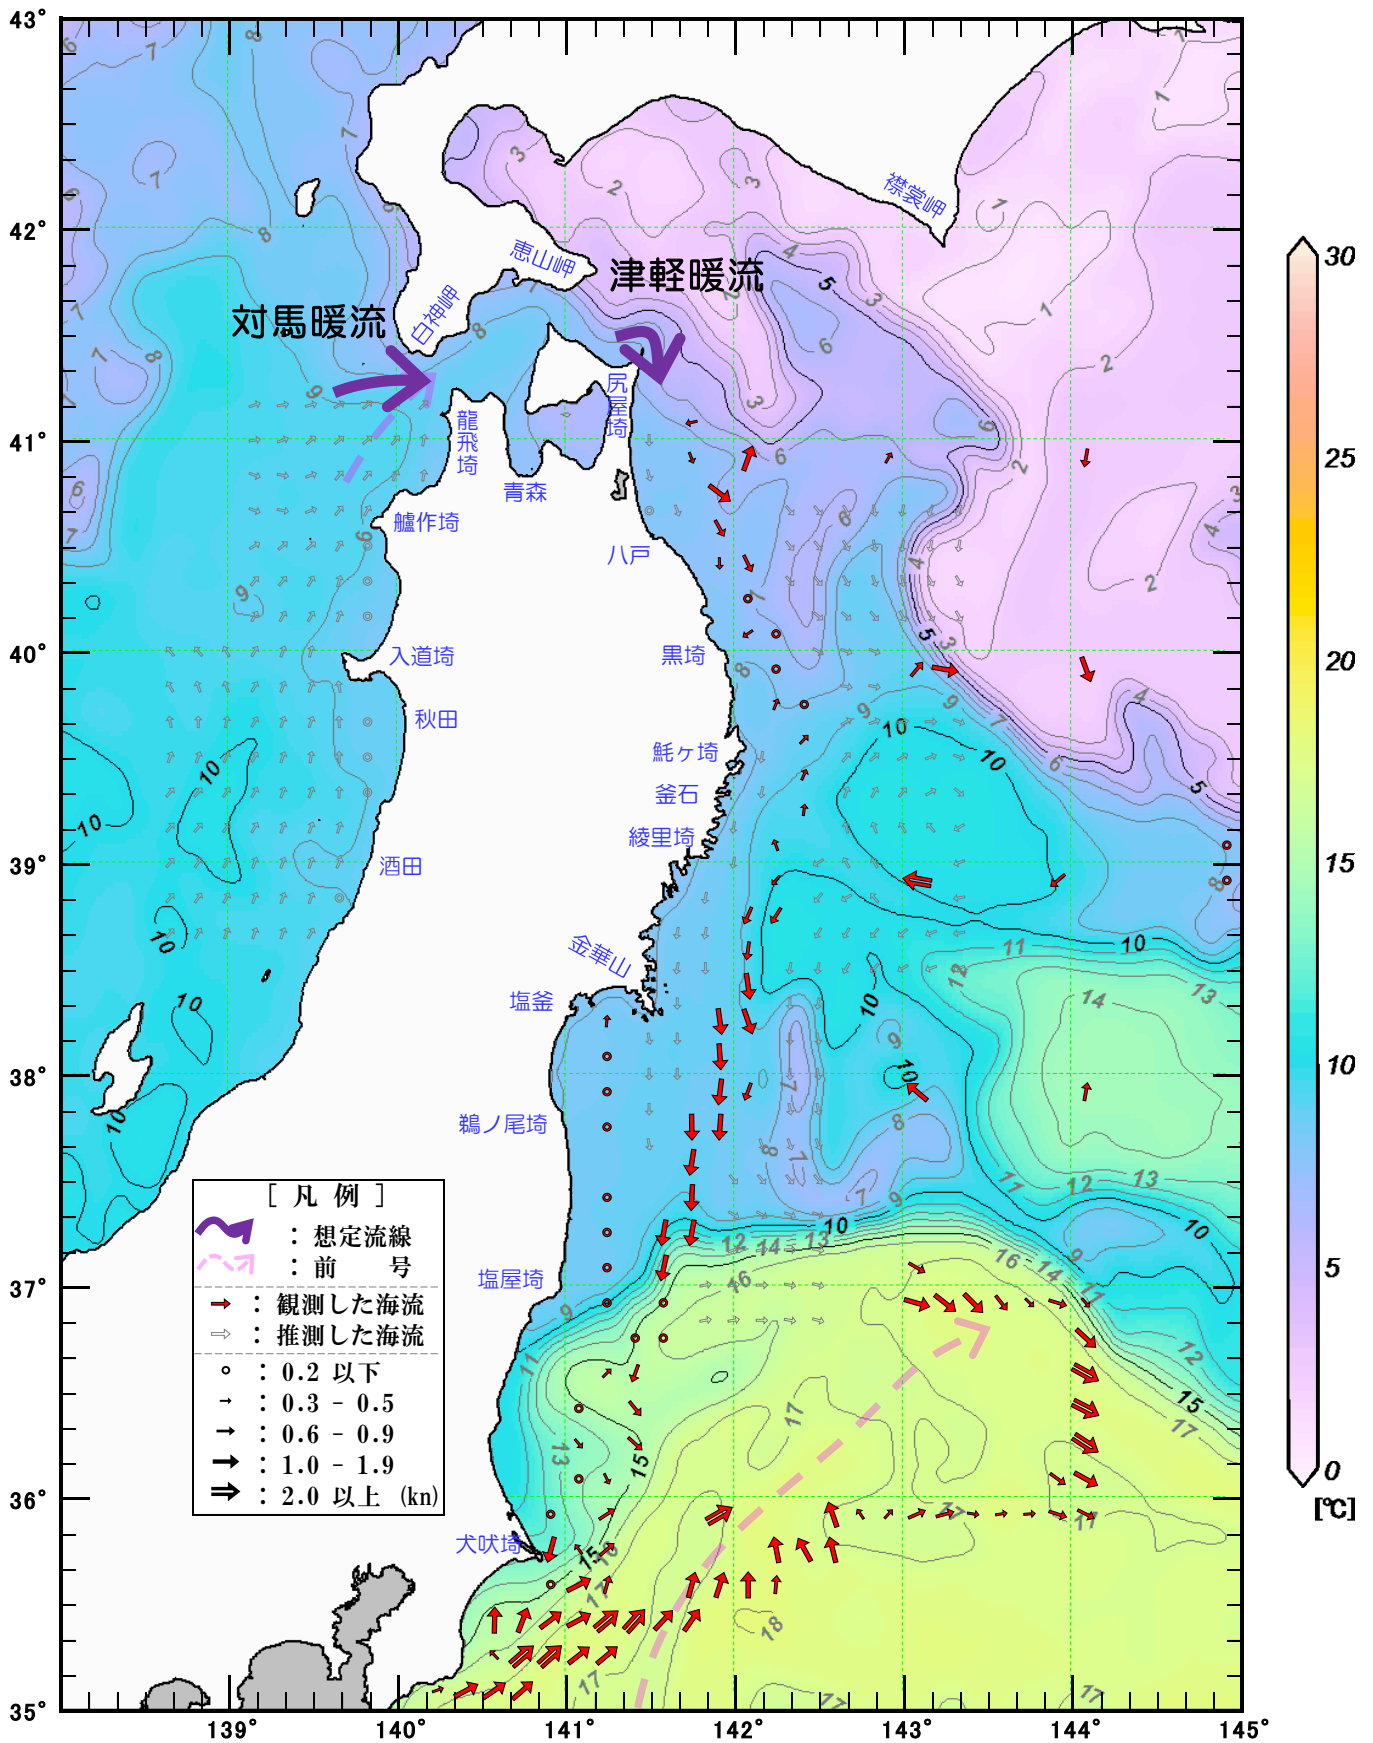 43°
42°
41°
40°
39°
38°
37°
36°
35°
139°
140°
141°
142°
143°
144°
145°
襟裳岬
恵山岬
津軽暖流
対馬暖流
白神岬
尻屋埼
龍飛埼
青森
艫作埼
八戸
入道埼
黒埼
秋田
魹ヶ埼
釜石
綾里埼
酒田
金華山
塩釜
鵜ノ尾埼
塩屋埼
犬吠埼
[ 凡 例 ]
: 想定流線
: 前 号
: 観測した海流
: 推測した海流
: 0.2 以下
: 0.3 - 0.5
: 0.6 - 0.9
: 1.0 - 1.9
: 2.0 以上 (kn)
30
25
20
15
10
5
0
[℃]